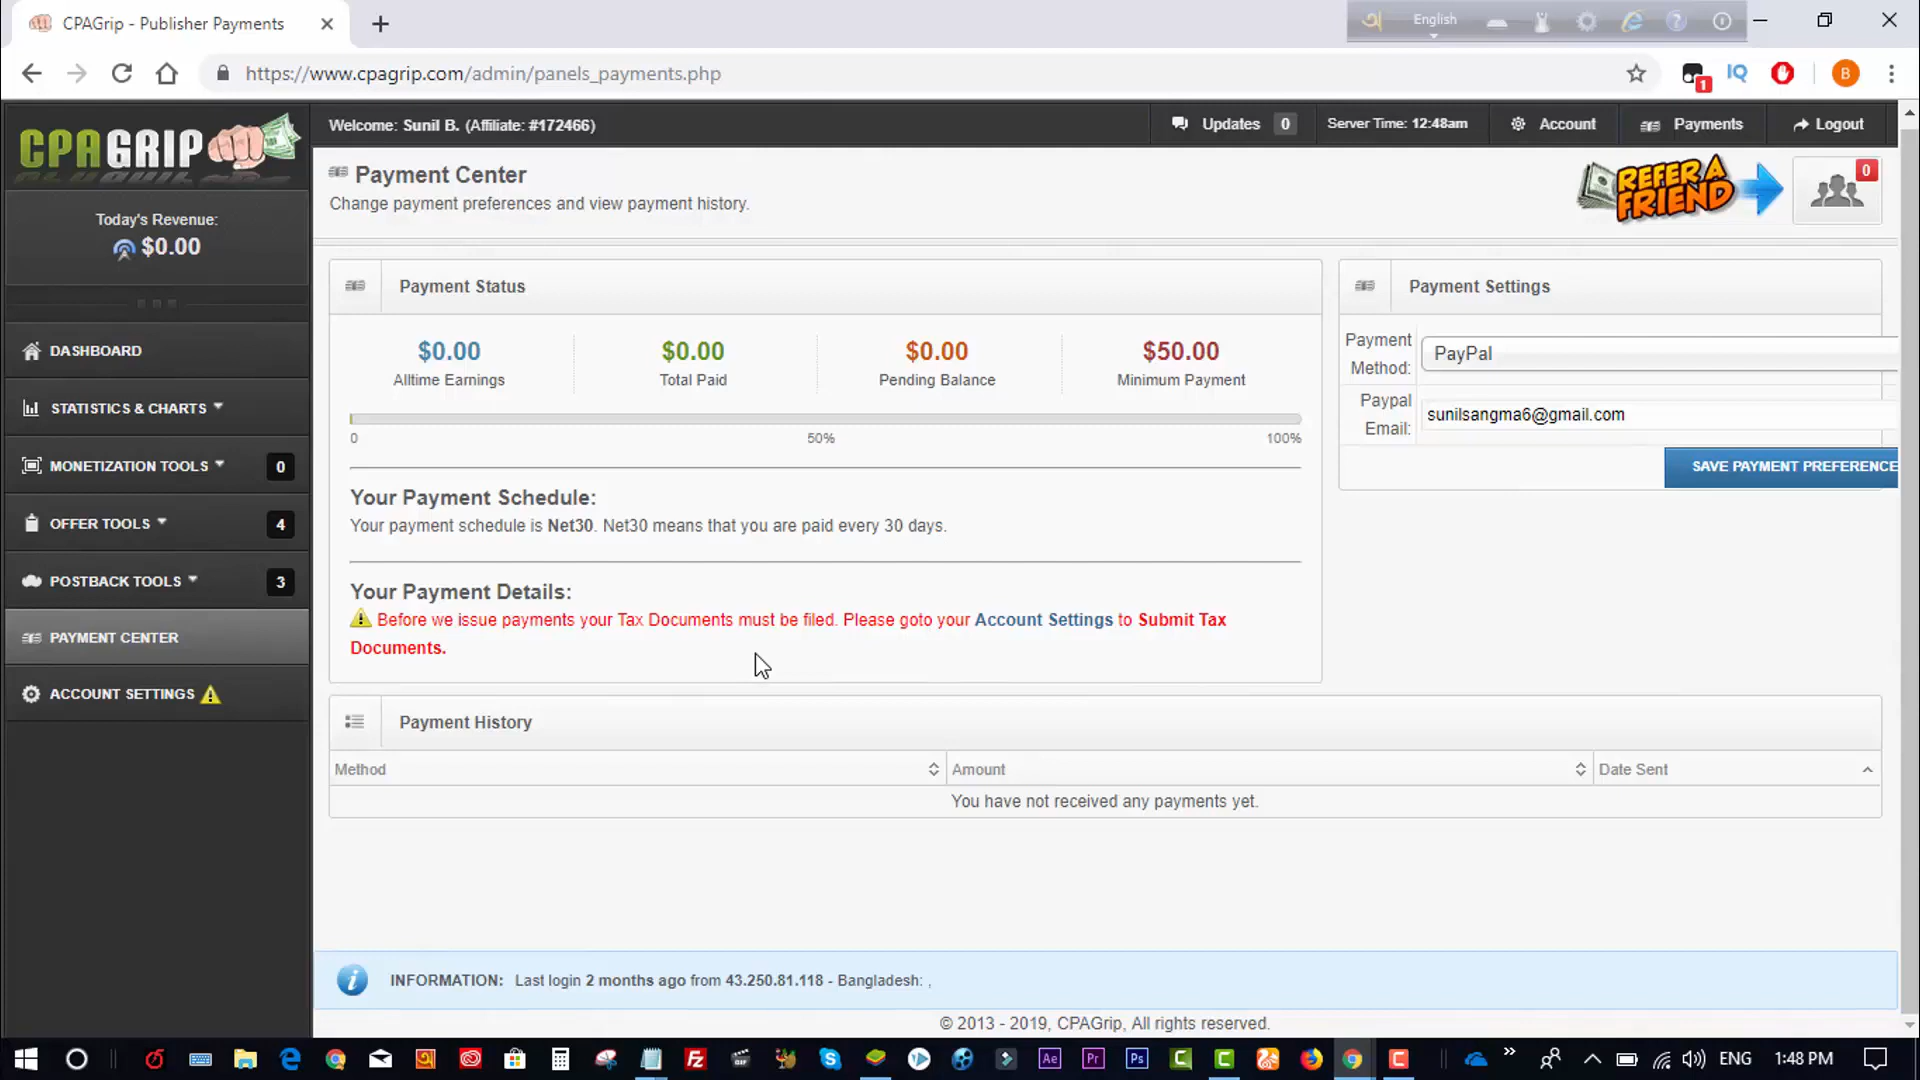 CPAGrip - Publisher Payments
English
https://www.cpagrip.com/admin/panels_payments.php
1
IQ
B
CPAGRIP
Welcome: Sunil B. (Affiliate: #172466)
Updates 0
Server Time: 12:48am
Account
Payments
Logout
Payment Center
Change payment preferences and view payment history.
REFER A
FRIEND
0
Today's Revenue:
$0.00
DASHBOARD
STATISTICS & CHARTS
MONETIZATION TOOLS 0
OFFER TOOLS 4
POSTBACK TOOLS 3
PAYMENT CENTER
ACCOUNT SETTINGS
Payment Status
$0.00 $0.00 $0.00 $50.00
Alltime Earnings Total Paid Pending Balance Minimum Payment
0 50% 100%
Your Payment Schedule:
Your payment schedule is Net30. Net30 means that you are paid every 30 days.
Your Payment Details:
Before we issue payments your Tax Documents must be filed. Please goto your Account Settings to Submit Tax
Documents.
Payment Settings
Payment
Method:
PayPal
Paypal
Email:
sunilsangma6@gmail.com
SAVE PAYMENT PREFERENCE
Payment History
Method Amount Date Sent
You have not received any payments yet.
INFORMATION: Last login 2 months ago from 43.250.81.118 - Bangladesh: ,
© 2013 - 2019, CPAGrip, All rights reserved.
Ae
Pr
Ps
ENG
1:48 PM